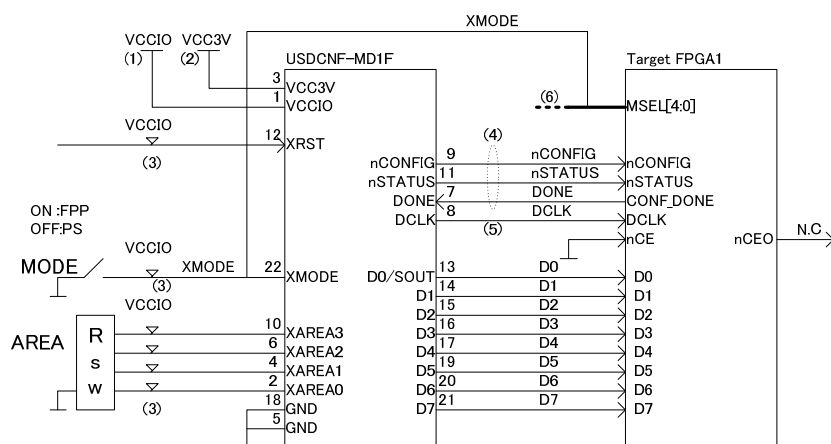 XMODE
VCCIO VCC3V
(1) (2)
USDCNF-MD1F
Target FPGA1
3 VCC3V
1 VCCIO
(6) MSEL[4:0]
VCCIO
12 XRST
(3)
(4)
nCONFIG 9 nCONFIG nCONFIG
nSTATUS 11 nSTATUS nSTATUS
DONE 7 DONE CONF_DONE
DCLK 8 DCLK DCLK
(5)
nCE nCEO N.C
ON :FPP
OFF:PS
VCCIO
MODE XMODE 22 XMODE
(3)
D0/SOUT 13 D0 D0
D1 14 D1 D1
D2 15 D2 D2
D3 16 D3 D3
D4 17 D4 D4
D5 19 D5 D5
D6 20 D6 D6
D7 21 D7 D7
VCCIO
AREA
R
s
w
10 XAREA3
6 XAREA2
4 XAREA1
2 XAREA0
(3)
18 GND
5 GND